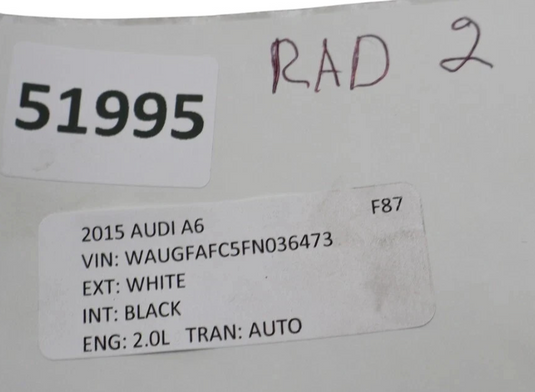 RAD 2
51995
F87
2015 AUDI A6
VIN: WAUGFAFC5FN036473
EXT: WHITE
INT: BLACK
ENG: 2.0L TRAN: AUTO